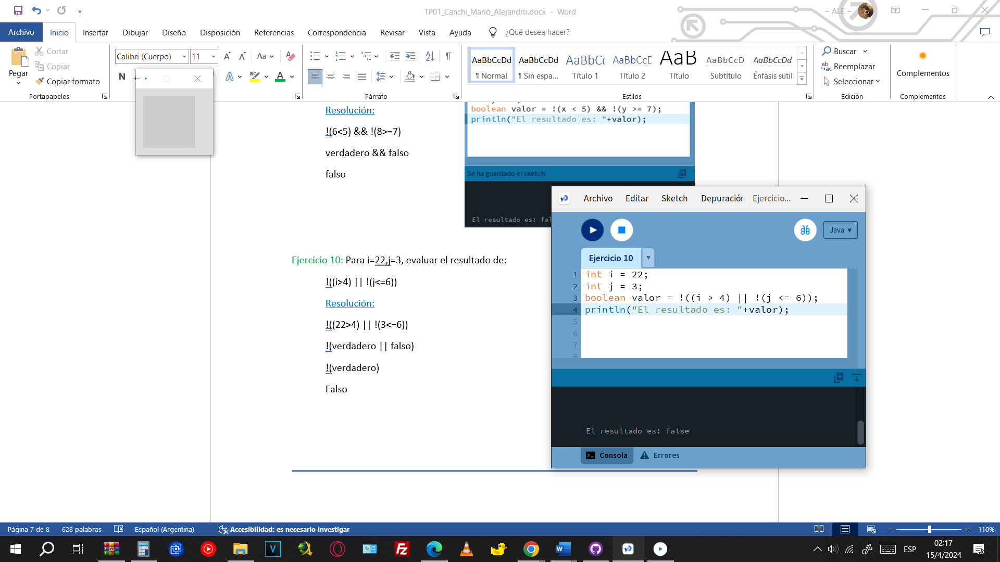 TP01_Canchi_Mario_Alejandro.docx - Word
~ ALE ~
Archivo Inicio Insertar Dibujar Diseño Disposición Referencias Correspondencia Revisar Vista Ayuda ¿Qué desea hacer?
Pegar
Cortar
Copiar
Copiar formato
Portapapeles
Calibri (Cuerpo) 11
Aa
N
A
A
Párrafo
AaBbCcDd
¶ Normal
AaBbCcDd
¶ Sin espa...
AaBbCc
Título 1
AaBbCcD
Título 2
AaB
Título
AaBbCcD
Subtítulo
AaBbCcDd
Énfasis sutil
Estilos
Buscar
Reemplazar
Seleccionar
Edición
Complementos
Complementos
Resolución:
!(6<5) && !(8>=7)
verdadero && falso
falso
boolean valor = !(x < 5) && !(y >= 7);
println("El resultado es: "+valor);
Se ha guardado el sketch.
El resultado es: fal
Ejercicio 10: Para i=22,j=3, evaluar el resultado de:
!((i>4) || !(j<=6))
Resolución:
!((22>4) || !(3<=6))
!(verdadero || falso)
!(verdadero)
Falso
Archivo Editar Sketch Depuración Ejercicio...
Java ▾
Ejercicio 10 ▾
1 int i = 22;
2 int j = 3;
3 boolean valor = !((i > 4) || !(j <= 6));
4 println("El resultado es: "+valor);
5
6
7
8
El resultado es: false
Consola Errores
Página 7 de 8 628 palabras Español (Argentina) Accesibilidad: es necesario investigar 110%
ESP
02:17
15/4/2024